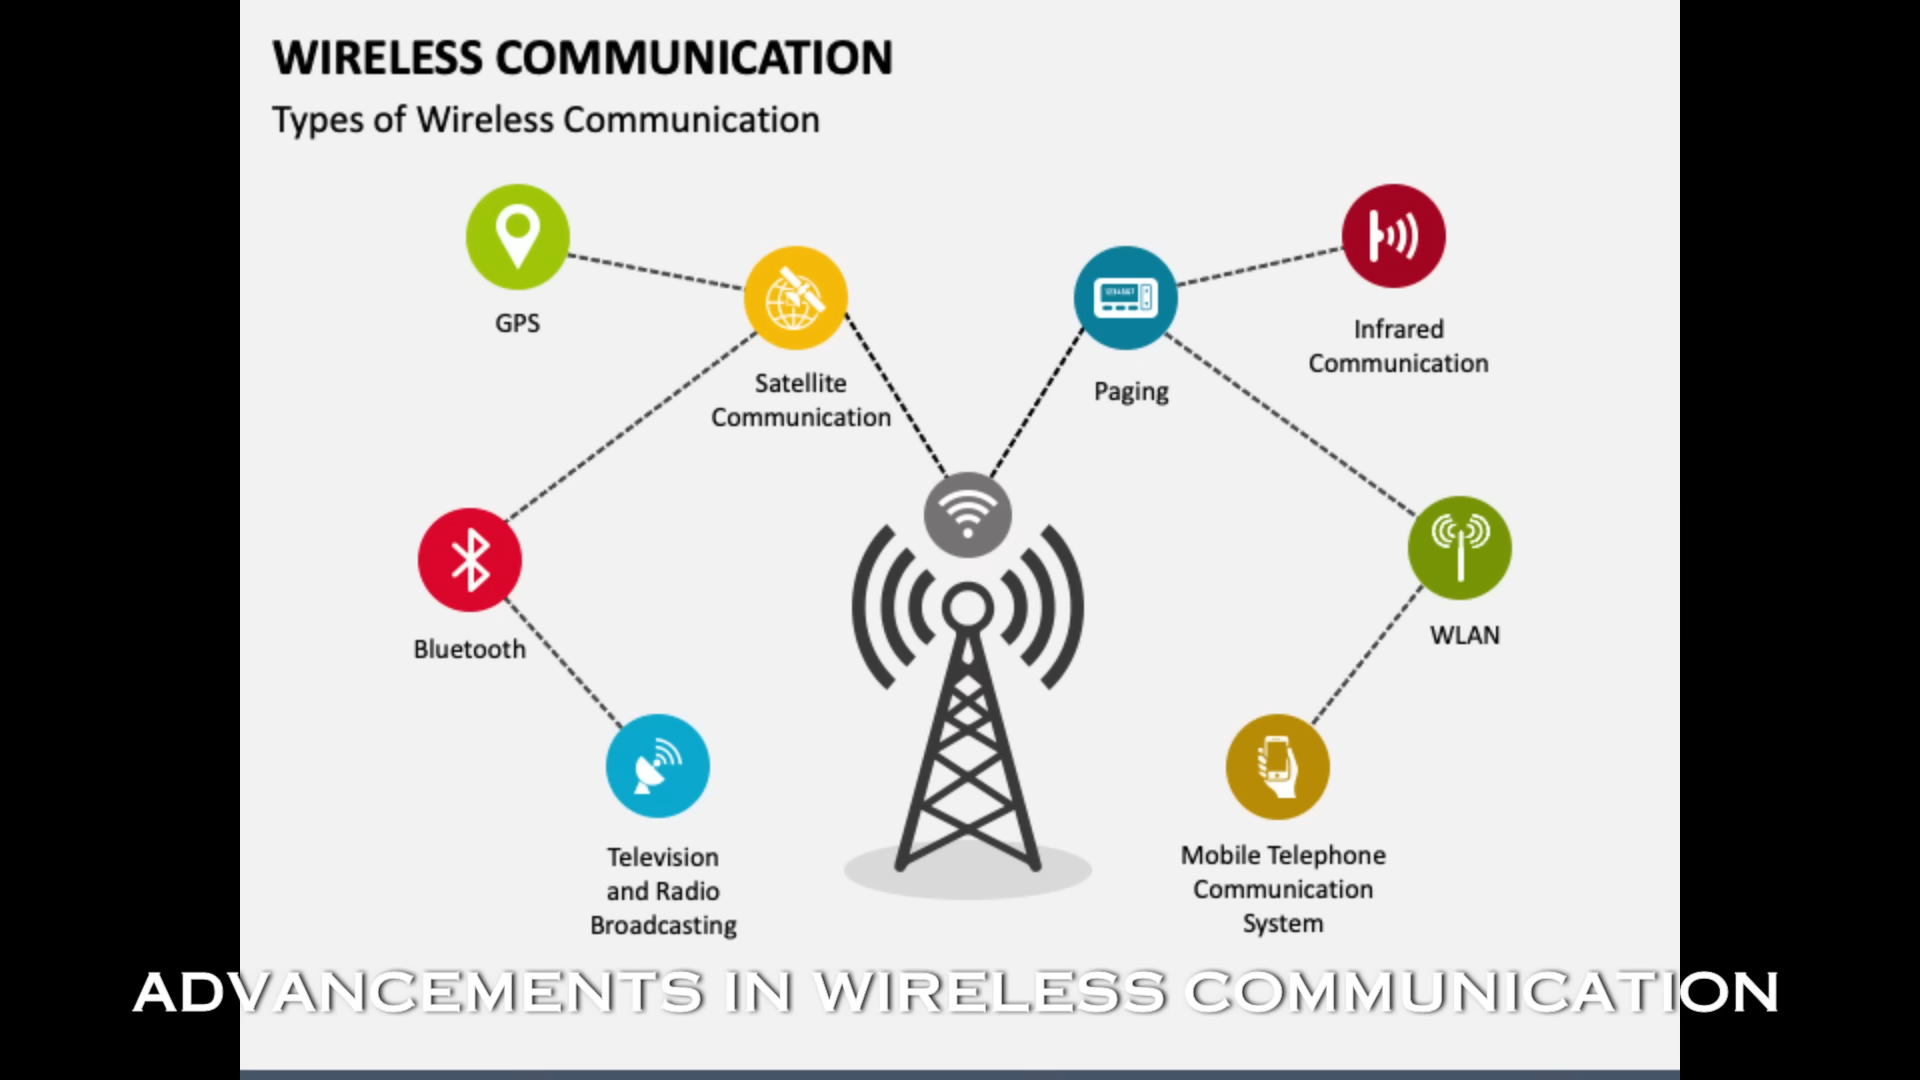 WIRELESS COMMUNICATION
Types of Wireless Communication
GPS
Satellite
Communication
Paging
Infrared
Communication
Bluetooth
WLAN
Television
and Radio
Broadcasting
Mobile Telephone
Communication
System
ADVANCEMENTS IN WIRELESS COMMUNICATION